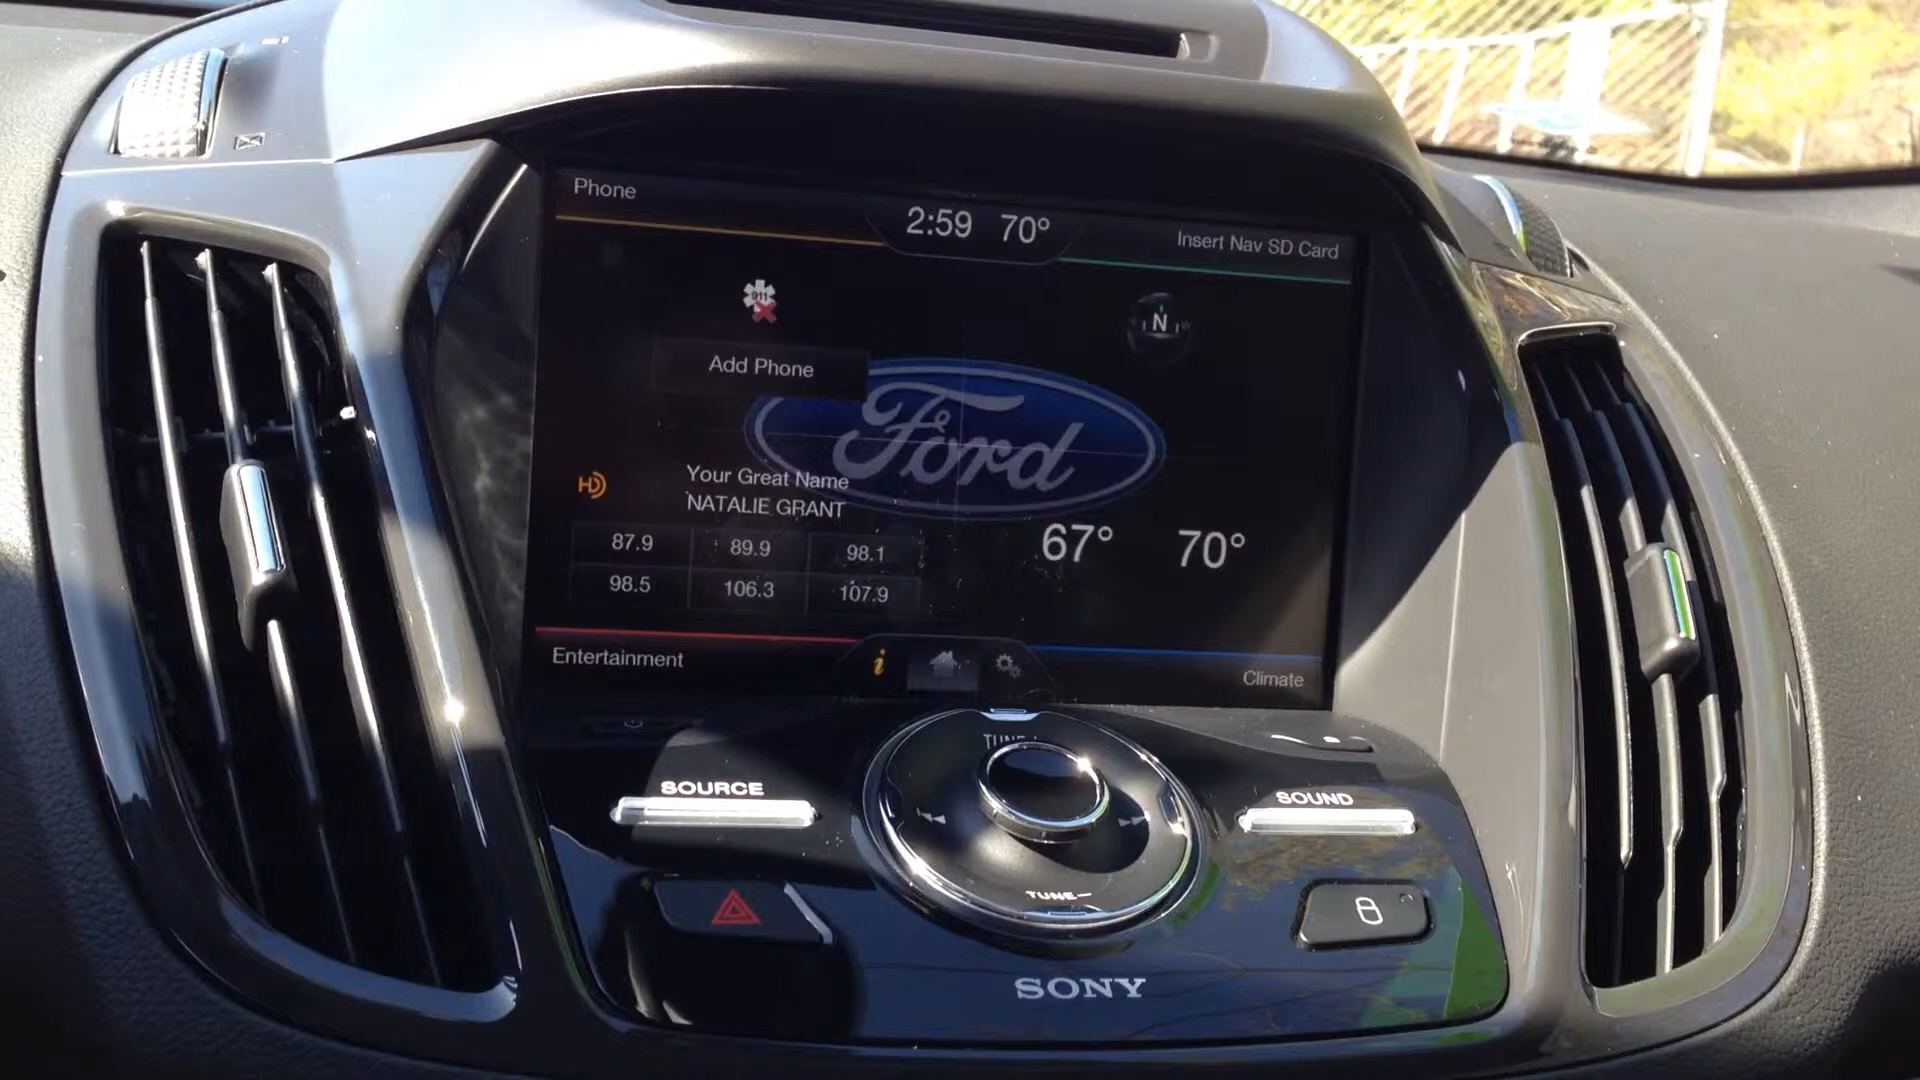 Phone
2:59 70°
Insert Nav SD Card
911
N
Add Phone
Ford
HD
Your Great Name
NATALIE GRANT
67° 70°
87.9 89.9 98.1
98.5 106.3 107.9
Entertainment
i
Climate
TUNE
SOURCE
SOUND
TUNE—
SONY